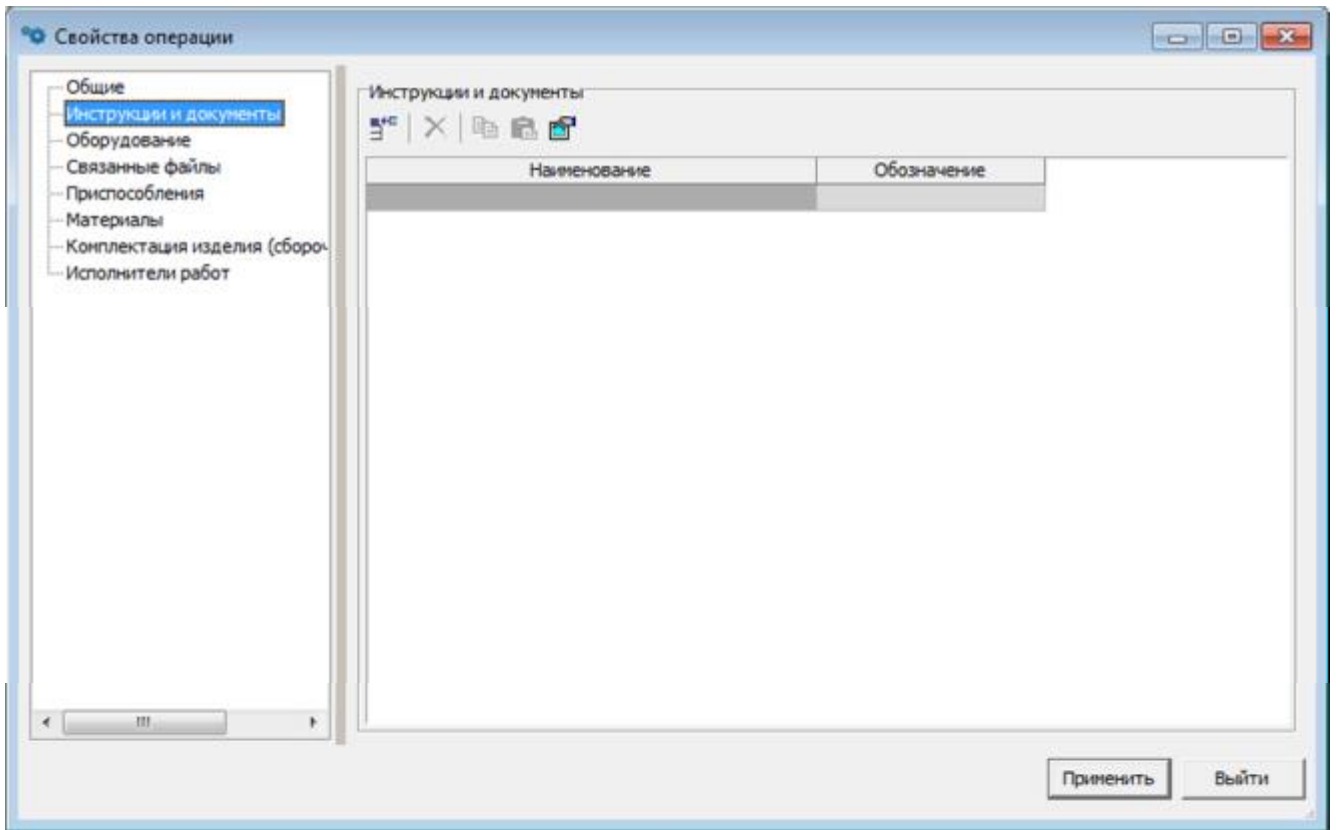 Свойства операции
Общие
Инструкции и документы
Оборудование
Связанные файлы
Приспособления
Материалы
Комплектация изделия (сбороч
Исполнители работ
Инструкции и документы
Наименование
Обозначение
Применить
Выйти